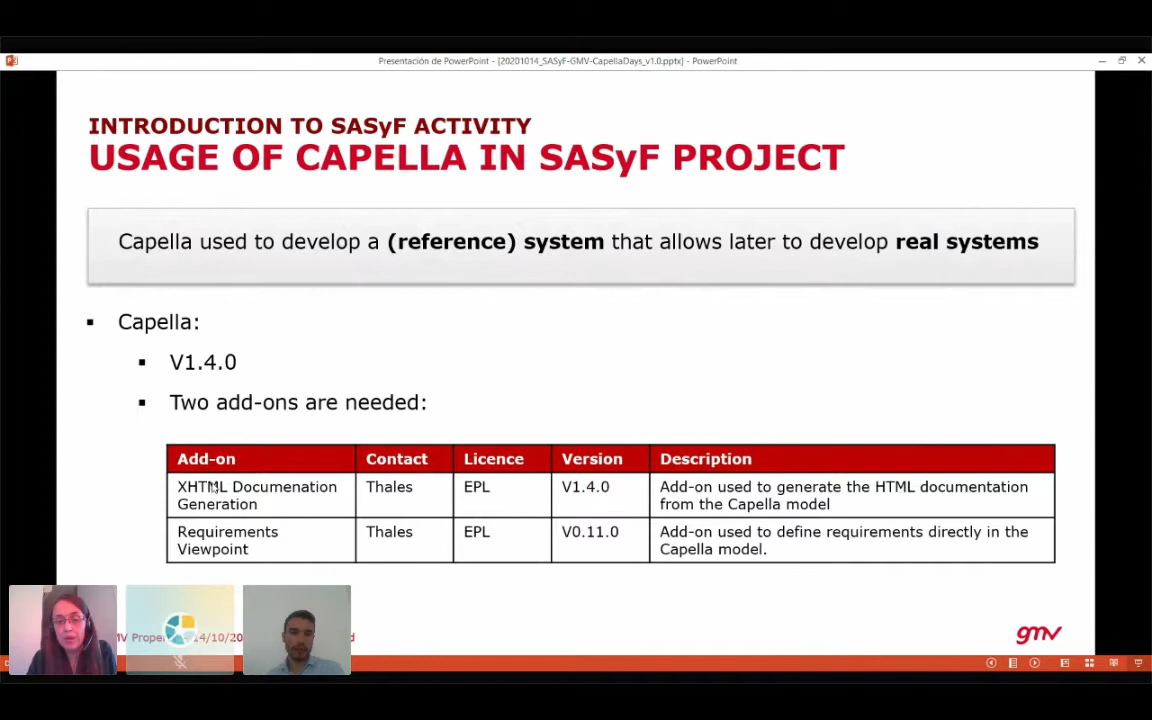 Presentación de PowerPoint - [20201014_SASyF-GMV-CapellaDays_v1.0.pptx] - PowerPoint
INTRODUCTION TO SASyF ACTIVITY
USAGE OF CAPELLA IN SASyF PROJECT
Capella used to develop a (reference) system that allows later to develop real systems
Capella:
V1.4.0
Two add-ons are needed:
Add-on Contact Licence Version Description
XHTML Documenation Generation Thales EPL V1.4.0 Add-on used to generate the HTML documentation
from the Capella model
Requirements Viewpoint Thales EPL V0.11.0 Add-on used to define requirements directly in the
Capella model.
14/10/20
gmv